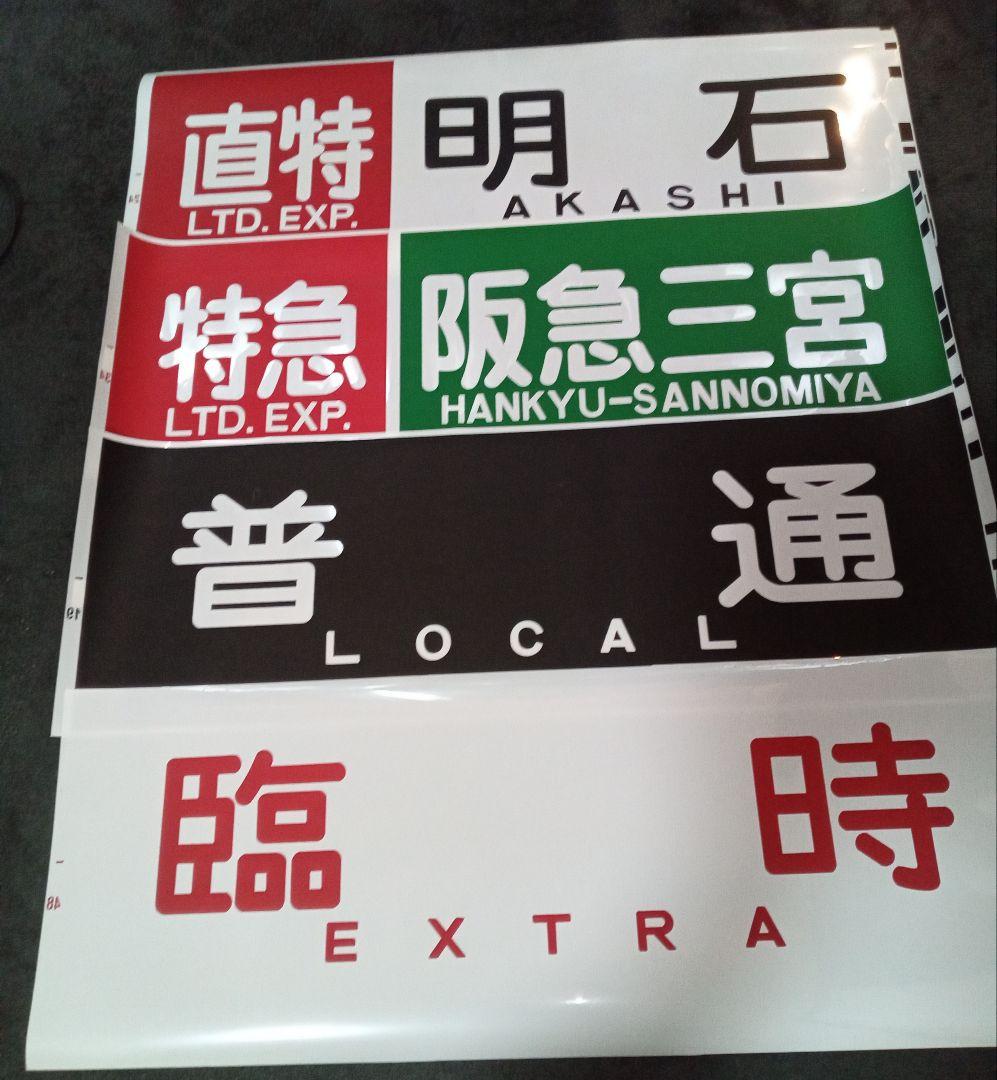 直特 明石
LTD. EXP. AKASHI
特急 阪急三宮
LTD. EXP. HANKYU-SANNOMIYA
普通
LOCAL
臨時
EXTRA